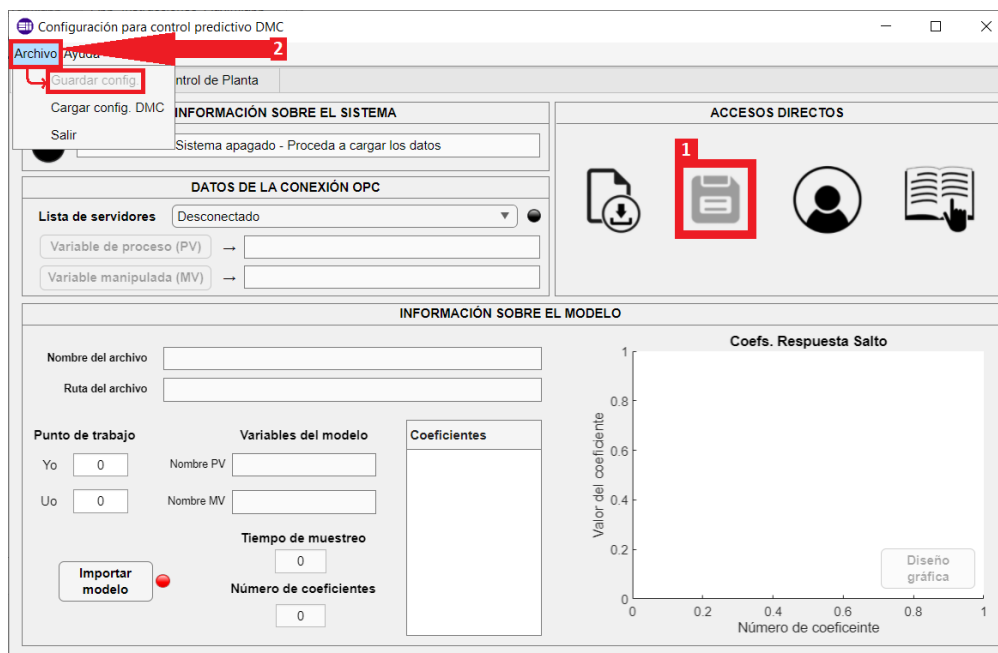 Configuración para control predictivo DMC
Archivo Ayuda
2
Guardar config.
ntrol de Planta
Cargar config. DMC
Salir
INFORMACIÓN SOBRE EL SISTEMA
Sistema apagado - Proceda a cargar los datos
ACCESOS DIRECTOS
1
DATOS DE LA CONEXIÓN OPC
Lista de servidores Desconectado
Variable de proceso (PV) →
Variable manipulada (MV) →
INFORMACIÓN SOBRE EL MODELO
Nombre del archivo
Ruta del archivo
Punto de trabajo
Yo 0
Uo 0
Variables del modelo
Nombre PV
Nombre MV
Tiempo de muestreo
0
Número de coeficientes
0
Importar
modelo
Coeficientes
Coefs. Respuesta Salto
Valor del coeficiente
1
0.8
0.6
0.4
0.2
0
0 0.2 0.4 0.6 0.8 1
Número de coeficeinte
Diseño
gráfica